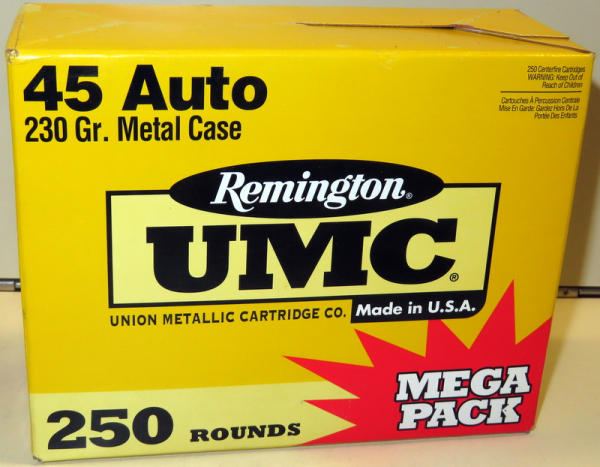 45 Auto
230 Gr. Metal Case
250 Centerfire Cartridges
WARNING: Keep Out of
Reach of Children
Cartouches À Percussion Centrale
Mise En Garde: Gardez Hors De La
Portée Des Enfants
Remington®
UMC®
UNION METALLIC CARTRIDGE CO. Made in U.S.A.
MEGA
PACK
250 ROUNDS